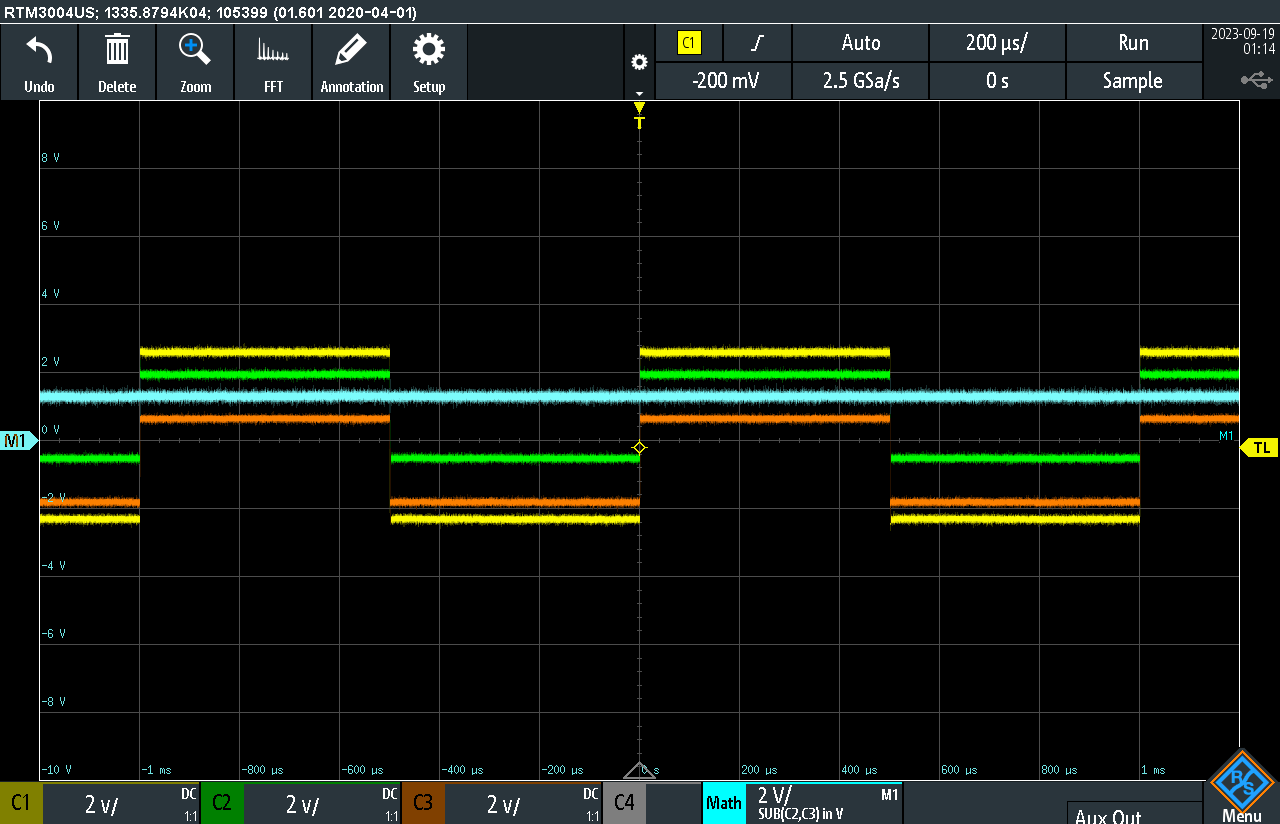 RTM3004US; 1335.8794K04; 105399 (01.601 2020-04-01)
Undo
Delete
Zoom
FFT
Annotation
Setup
C1
Auto
200 µs/
Run
2023-09-19
01:14
-200 mV
2.5 GSa/s
0 s
Sample
T
8 V
6 V
4 V
2 V
0 V
M1
M1
TL
-2 V
-4 V
-6 V
-8 V
-10 V
-1 ms
-800 µs
-600 µs
-400 µs
-200 µs
0 s
200 µs
400 µs
600 µs
800 µs
1 ms
C1
2 V/
DC
1:1
C2
2 V/
DC
1:1
C3
2 V/
DC
1:1
C4
Math
2 V/
M1
SUB(C2,C3) in V
Aux Out
R S
Menu